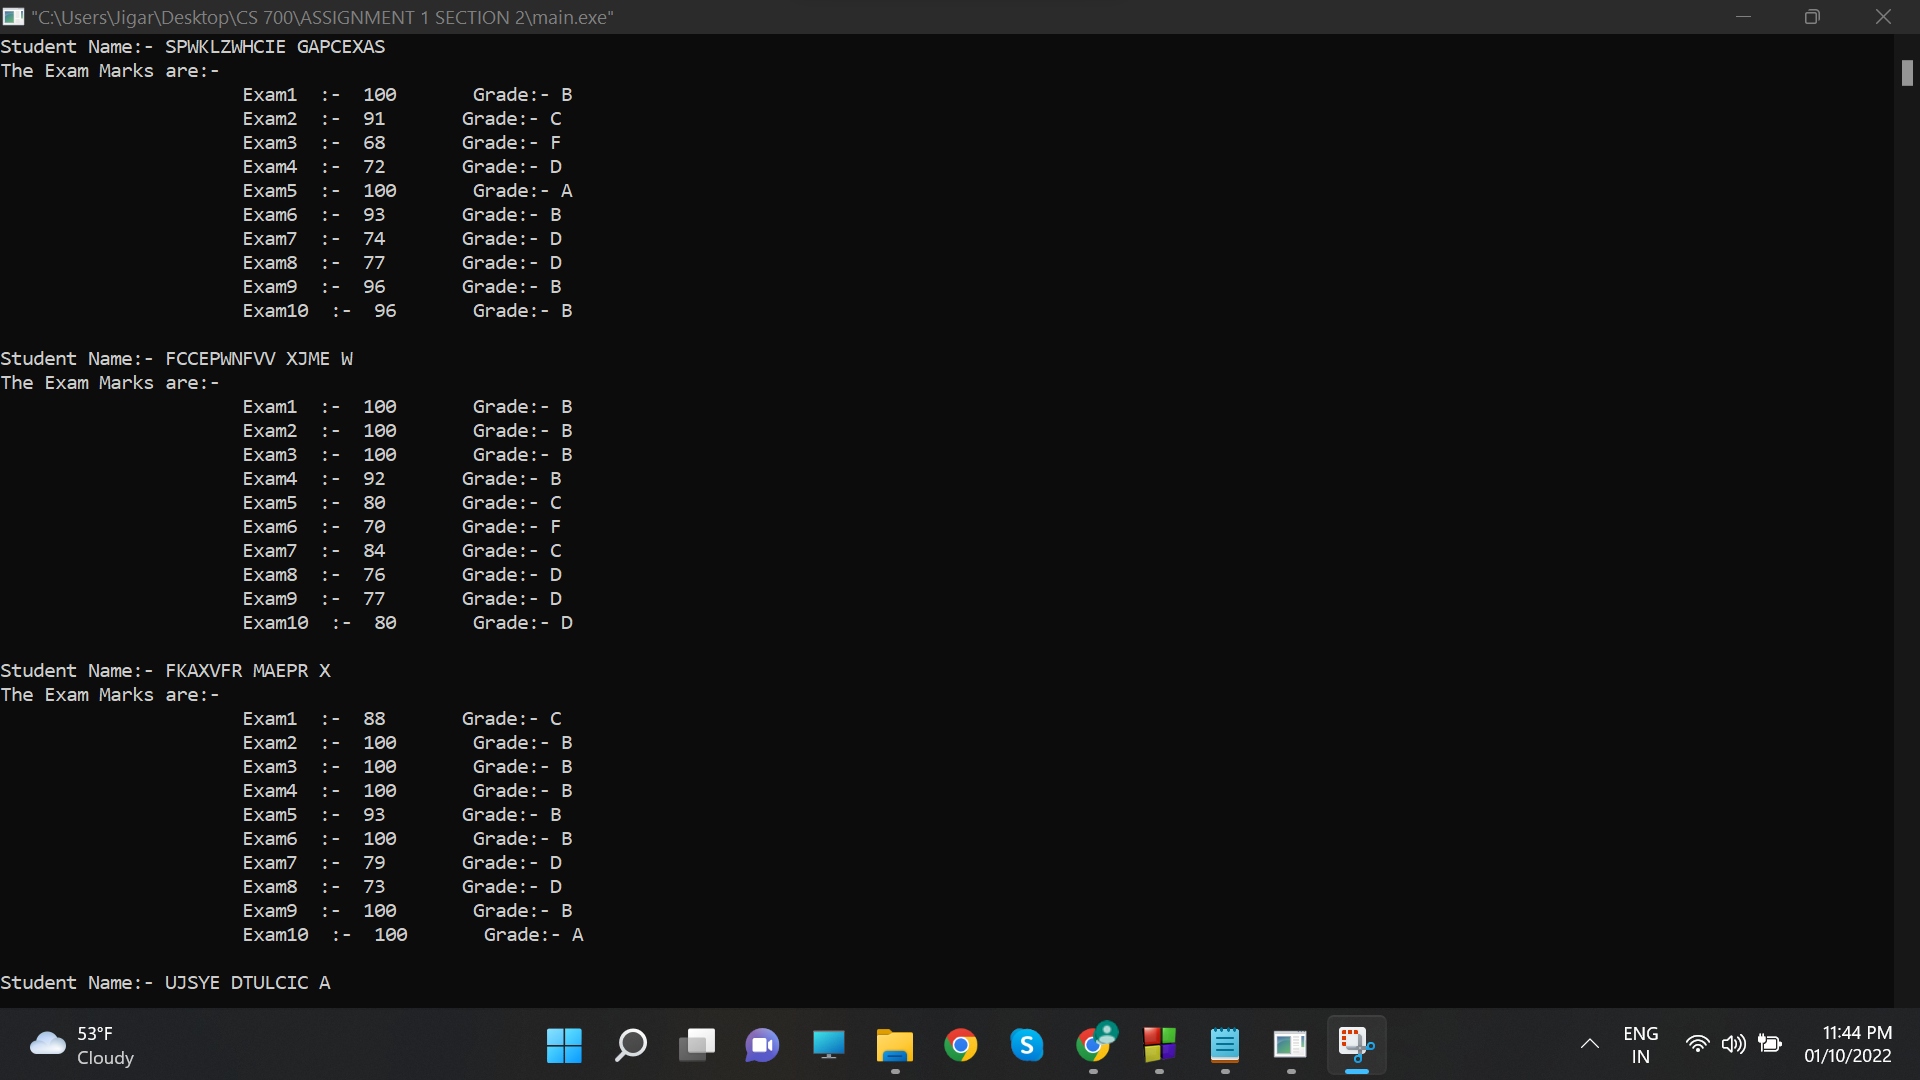 "C:\Users\Jigar\Desktop\CS 700\ASSIGNMENT 1 SECTION 2\main.exe"
Student Name:- SPWKLZWHCIE GAPCEXAS
The Exam Marks are:-
Exam1 :- 100 Grade:- B
Exam2 :- 91 Grade:- C
Exam3 :- 68 Grade:- F
Exam4 :- 72 Grade:- D
Exam5 :- 100 Grade:- A
Exam6 :- 93 Grade:- B
Exam7 :- 74 Grade:- D
Exam8 :- 77 Grade:- D
Exam9 :- 96 Grade:- B
Exam10 :- 96 Grade:- B
Student Name:- FCCEPWNFVV XJME W
The Exam Marks are:-
Exam1 :- 100 Grade:- B
Exam2 :- 100 Grade:- B
Exam3 :- 100 Grade:- B
Exam4 :- 92 Grade:- B
Exam5 :- 80 Grade:- C
Exam6 :- 70 Grade:- F
Exam7 :- 84 Grade:- C
Exam8 :- 76 Grade:- D
Exam9 :- 77 Grade:- D
Exam10 :- 80 Grade:- D
Student Name:- FKAXVFR MAEPR X
The Exam Marks are:-
Exam1 :- 88 Grade:- C
Exam2 :- 100 Grade:- B
Exam3 :- 100 Grade:- B
Exam4 :- 100 Grade:- B
Exam5 :- 93 Grade:- B
Exam6 :- 100 Grade:- B
Exam7 :- 79 Grade:- D
Exam8 :- 73 Grade:- D
Exam9 :- 100 Grade:- B
Exam10 :- 100 Grade:- A
Student Name:- UJSYE DTULCIC A
53°F
Cloudy
S
ENG
IN
11:44 PM
01/10/2022